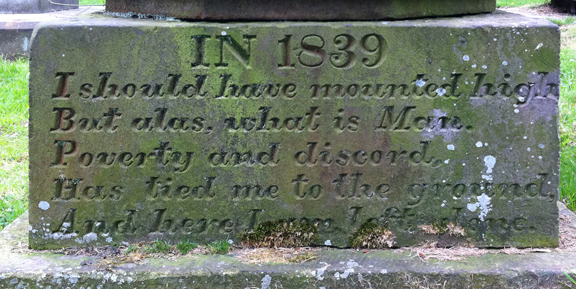 IN 1839
I should have mounted high
But alas, what is Man.
Poverty and discord,
Has tied me to the ground,
And here I am left alone.